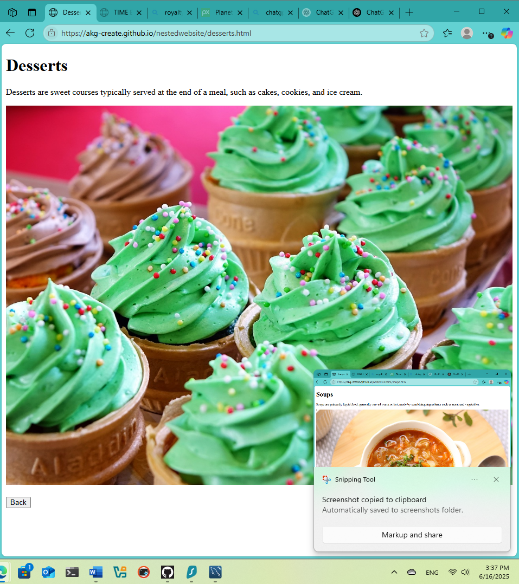 Desse
TIME I
royalt
Planet
chatg
ChatG
ChatG
https://akg-create.github.io/nestedwebsite/desserts.html
Desserts
Desserts are sweet courses typically served at the end of a meal, such as cakes, cookies, and ice cream.
Cone
Aladdin
Soups
Snipping Tool
Screenshot copied to clipboard
Automatically saved to screenshots folder.
Markup and share
Back
ENG
3:37 PM
6/16/2025